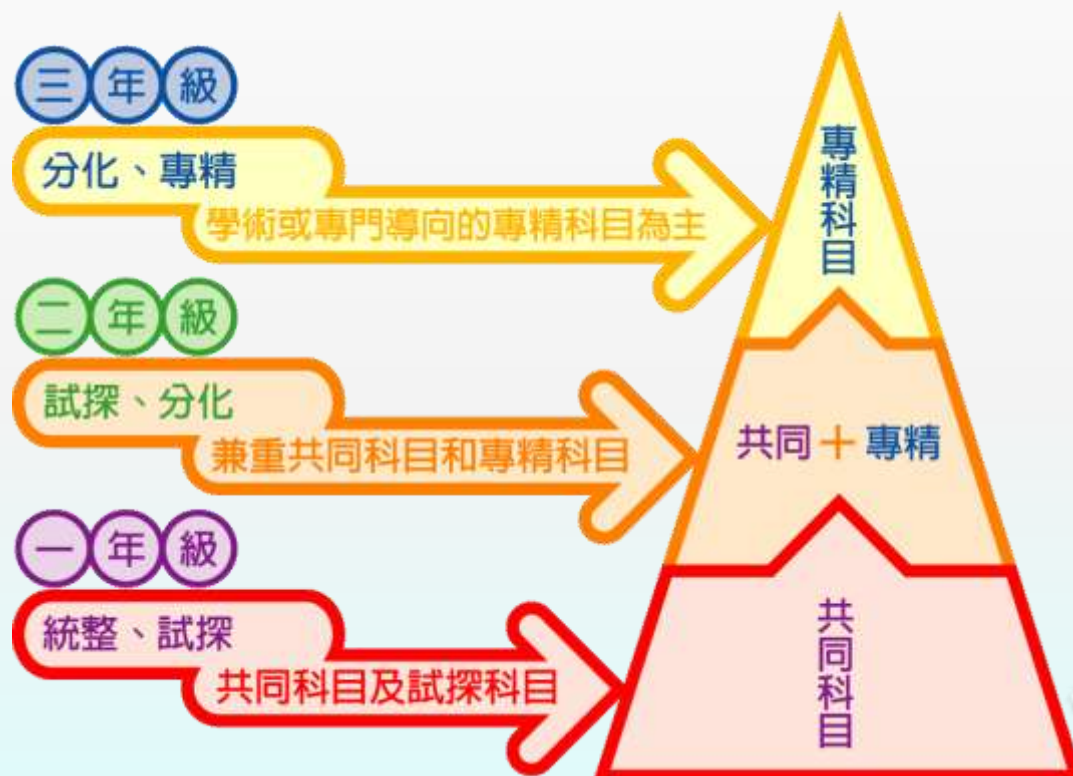 三年級
分化、專精
學術或專門導向的專精科目為主
專精科目
二年級
試探、分化
兼重共同科目和專精科目
共同＋專精
一年級
統整、試探
共同科目及試探科目
共同科目